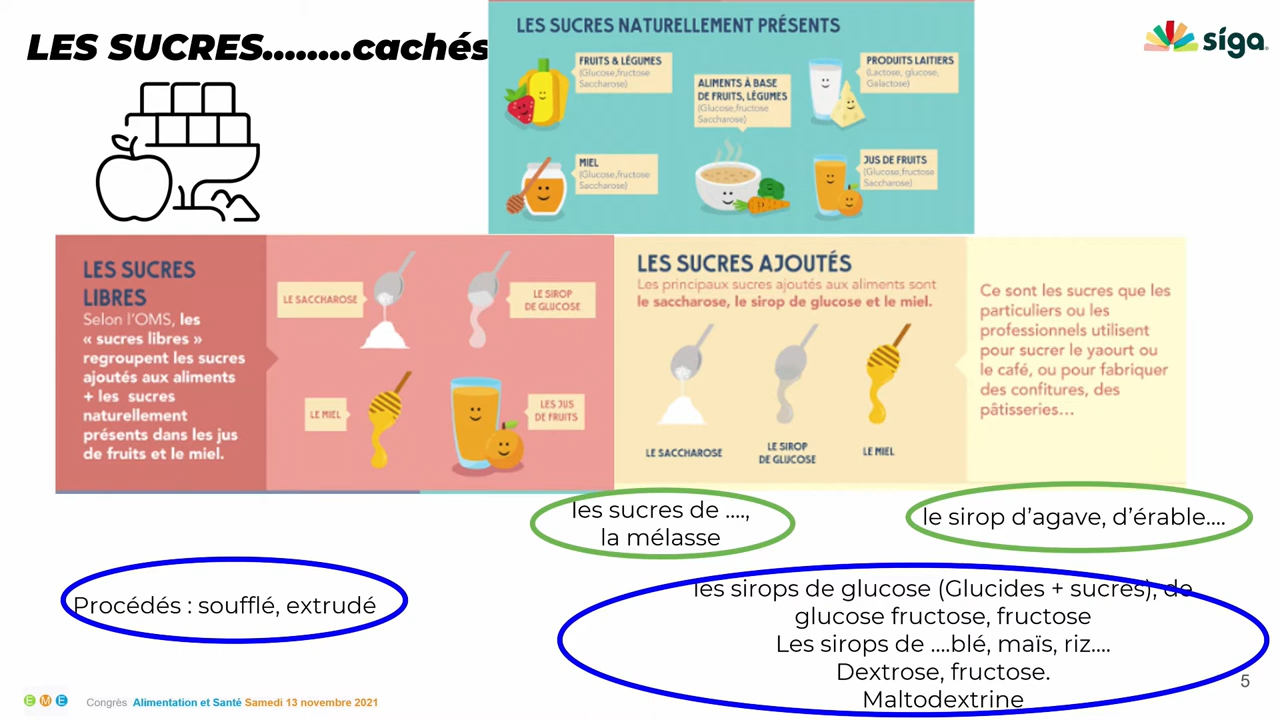 LES SUCRES........cachés
LES SUCRES NATURELLEMENT PRÉSENTS
FRUITS & LÉGUMES
(Glucose,fructose
Saccharose)
ALIMENTS À BASE
DE FRUITS, LÉGUMES
(Glucose,fructose
Saccharose)
PRODUITS LAITIERS
(Lactose, glucose,
Galactose)
MIEL
(Glucose,fructose
Saccharose)
JUS DE FRUITS
(Glucose,fructose
Saccharose)
síga
LES SUCRES
LIBRES
Selon l'OMS, les
« sucres libres »
regroupent les sucres
ajoutés aux aliments
+ les sucres
naturellement
présents dans les jus
de fruits et le miel.
LE SACCHAROSE
LE SIROP
DE GLUCOSE
LE MIEL
LES JUS
DE FRUITS
LES SUCRES AJOUTÉS
Les principaux sucres ajoutés aux aliments sont
le saccharose, le sirop de glucose et le miel.
LE SACCHAROSE
LE SIROP
DE GLUCOSE
LE MIEL
Ce sont les sucres que les
particuliers ou les
professionnels utilisent
pour sucrer le yaourt ou
le café, ou pour fabriquer
des confitures, des
pâtisseries...
les sucres de ....,
la mélasse
le sirop d'agave, d'érable....
Procédés : soufflé, extrudé
les sirops de glucose (Glucides + sucres), de
glucose fructose, fructose
Les sirops de ....blé, maïs, riz....
Dextrose, fructose.
Maltodextrine
E M E Congrès Alimentation et Santé Samedi 13 novembre 2021
5